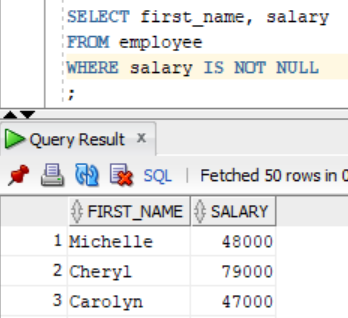 SELECT first_name, salary
FROM employee
WHERE salary IS NOT NULL
;
Query Result x
SQL | Fetched 50 rows in 0
FIRST_NAME SALARY
1 Michelle 48000
2 Cheryl 79000
3 Carolyn 47000